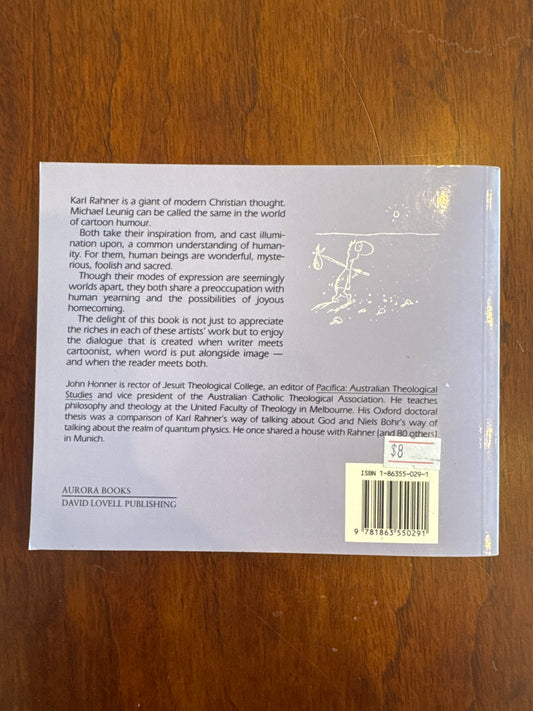 Karl Rahner is a giant of modern Christian thought.
Michael Leunig can be called the same in the world
of cartoon humour.
Both take their inspiration from, and cast illumi-
nation upon, a common understanding of human-
ity. For them, human beings are wonderful, myste-
rious, foolish and sacred.
Though their modes of expression are seemingly
worlds apart, they both share a preoccupation with
human yearning and the possibilities of joyous
homecoming.
The delight of this book is not just to appreciate
the riches in each of these artists' work but to enjoy
the dialogue that is created when writer meets
cartoonist, when word is put alongside image —
and when the reader meets both.
John Honner is rector of Jesuit Theological College, an editor of Pacifica: Australian Theological
Studies and vice president of the Australian Catholic Theological Association. He teaches
philosophy and theology at the United Faculty of Theology in Melbourne. His Oxford doctoral
thesis was a comparison of Karl Rahner's way of talking about God and Niels Bohr's way of
talking about the realm of quantum physics. He once shared a house with Rahner (and 80 others)
in Munich.
$8
ISBN 1-86355-029-1
9 781863 550291
AURORA BOOKS
DAVID LOVELL PUBLISHING